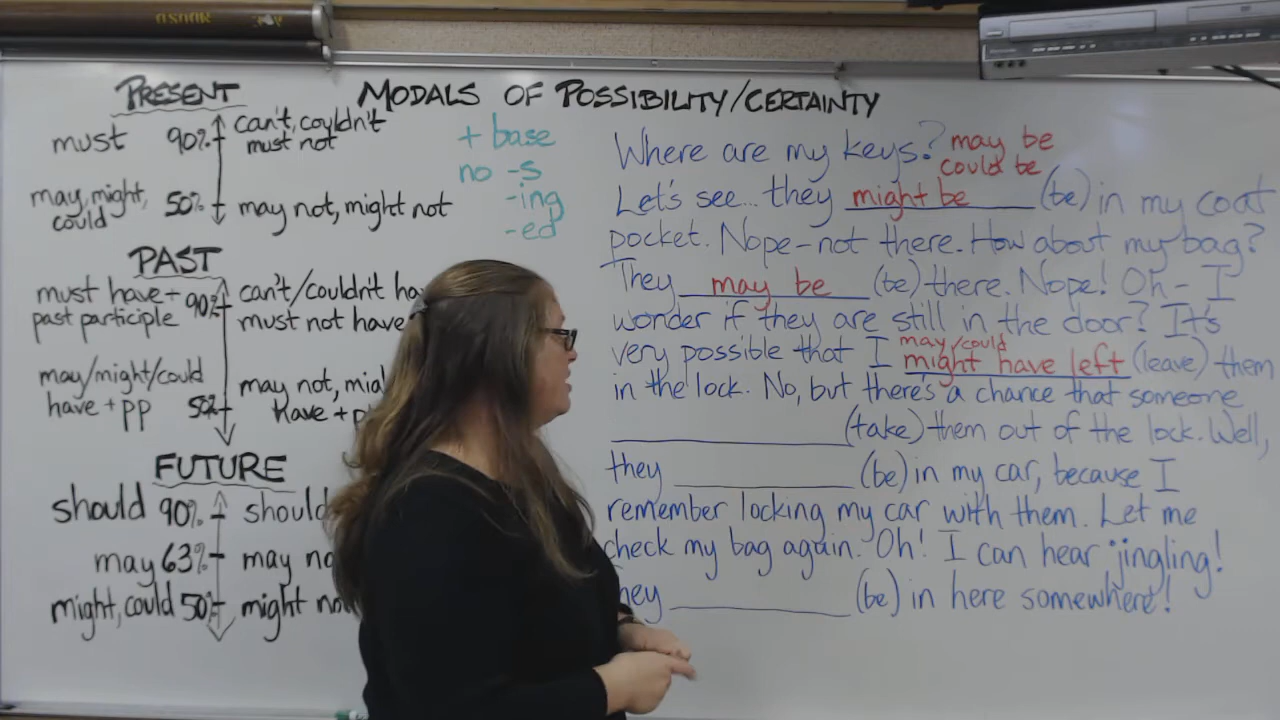 PRESENT
MODALS OF POSSIBILITY/CERTAINTY
must 90% can't, couldn't
must not
may, might, could 50% may not, might not
+ base
no -s
-ing
-ed
PAST
must have + past participle 90% can't/couldn't ha
must not have
may/might/could have + pp 50% may not, mig
have + p
FUTURE
should 90% should
may 63% may no
might, could 50% might no
Where are my keys? may be
could be
Let's see... they might be (be) in my coat
pocket. Nope - not there. How about my bag?
They may be (be) there. Nope! Oh - I
wonder if they are still in the door? It's
may/could
very possible that I might have left (leave) them
in the lock. No, but there's a chance that someone
(take) them out of the lock. Well,
they (be) in my car, because I
remember locking my car with them. Let me
check my bag again. Oh! I can hear jingling!
hey (be) in here somewhere!